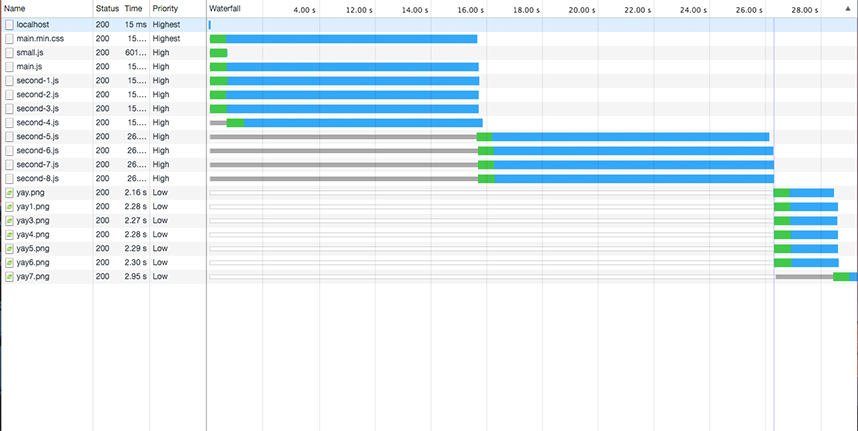 Name Status Time Priority Waterfall 4.00 s 12.00 s 14.00 s 16.00 s 18.00 s 20.00 s 22.00 s 24.00 s 26.00 s 28.00 s
localhost 200 15 ms Highest
main.min.css 200 15.... Highest
small.js 200 601... High
main.js 200 15.... High
second-1.js 200 15.... High
second-2.js 200 15.... High
second-3.js 200 15.... High
second-4.js 200 15.... High
second-5.js 200 26.... High
second-6.js 200 26.... High
second-7.js 200 26.... High
second-8.js 200 26.... High
yay.png 200 2.16 s Low
yay1.png 200 2.28 s Low
yay3.png 200 2.27 s Low
yay4.png 200 2.28 s Low
yay5.png 200 2.29 s Low
yay6.png 200 2.30 s Low
yay7.png 200 2.95 s Low